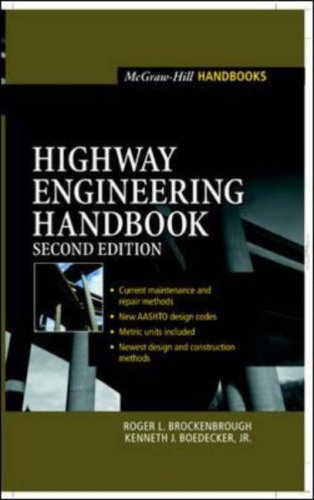 McGraw-Hill HANDBOOKS
HIGHWAY
ENGINEERING
HANDBOOK
SECOND EDITION
• Current maintenance and
repair methods
• New AASHTO design codes
• Metric units included
• Newest design and construction
methods
ROGER L. BROCKENBROUGH
KENNETH J. BOEDECKER, JR.